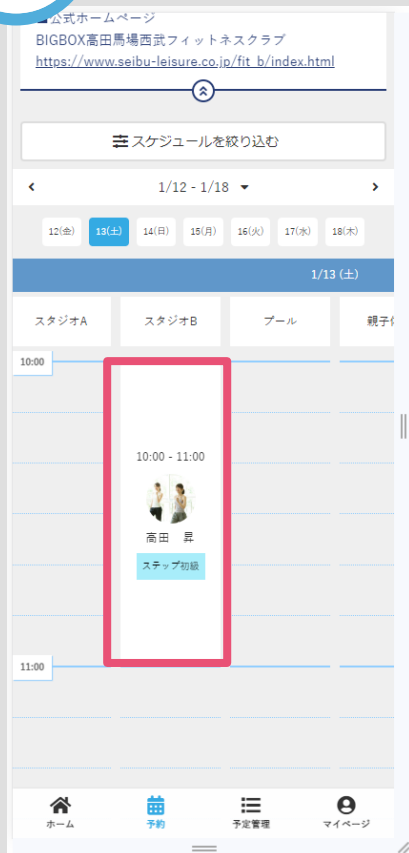 公式ホームページ
BIGBOX高田馬場西武フィットネスクラブ
https://www.seibu-leisure.co.jp/fit_b/index.html
スケジュールを絞り込む
1/12 - 1/18
12(金) 13(土) 14(日) 15(月) 16(火) 17(水) 18(木)
1/13 (土)
スタジオA スタジオB プール 親子
10:00
10:00 - 11:00
高田 昇
ステップ初級
11:00
ホーム 予約 予定管理 マイページ